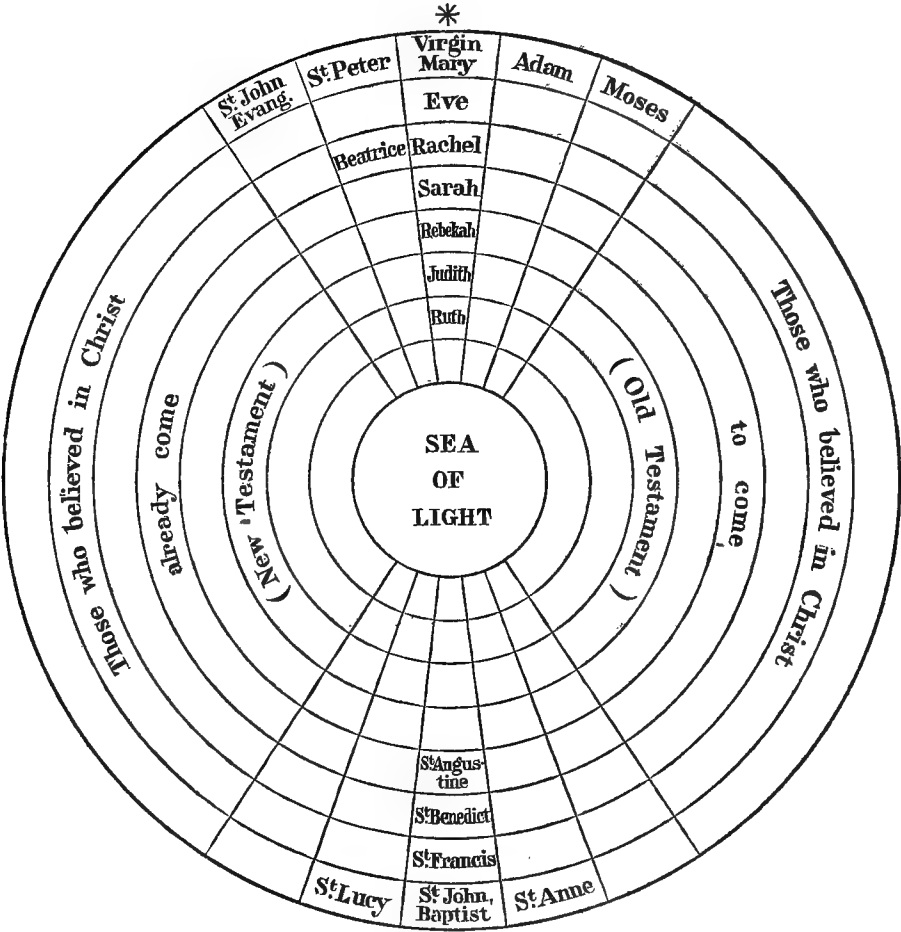 *
Virgin
Mary
St. John
Evang.
St. Peter
Adam
Moses
Eve
Beatrice
Rachel
Sarah
Rebekah
Judith
Ruth
Those who believed in Christ
already come
(New Testament)
(Old Testament)
to come,
Those who believed in Christ
SEA
OF
LIGHT
St. Angus-
tine
St. Benedict
St. Francis
St. Lucy
St. John,
Baptist
St. Anne